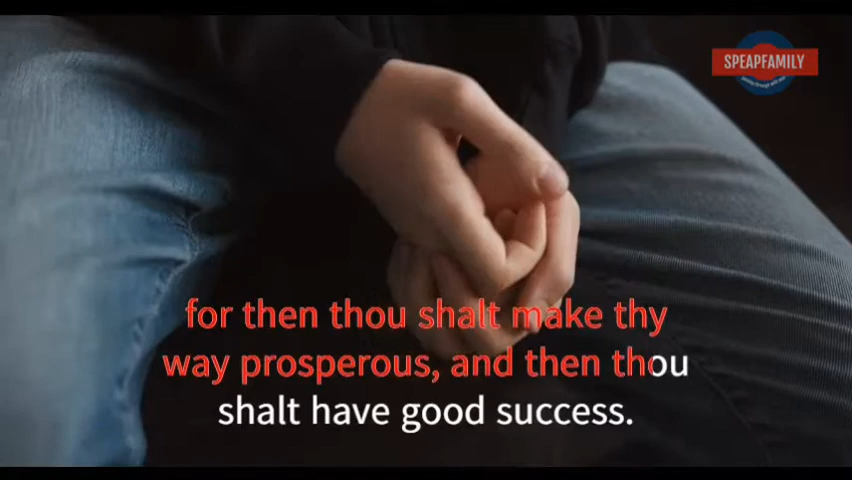 SPEAPFAMILY
for then thou shalt make thy
way prosperous, and then thou
shalt have good success.